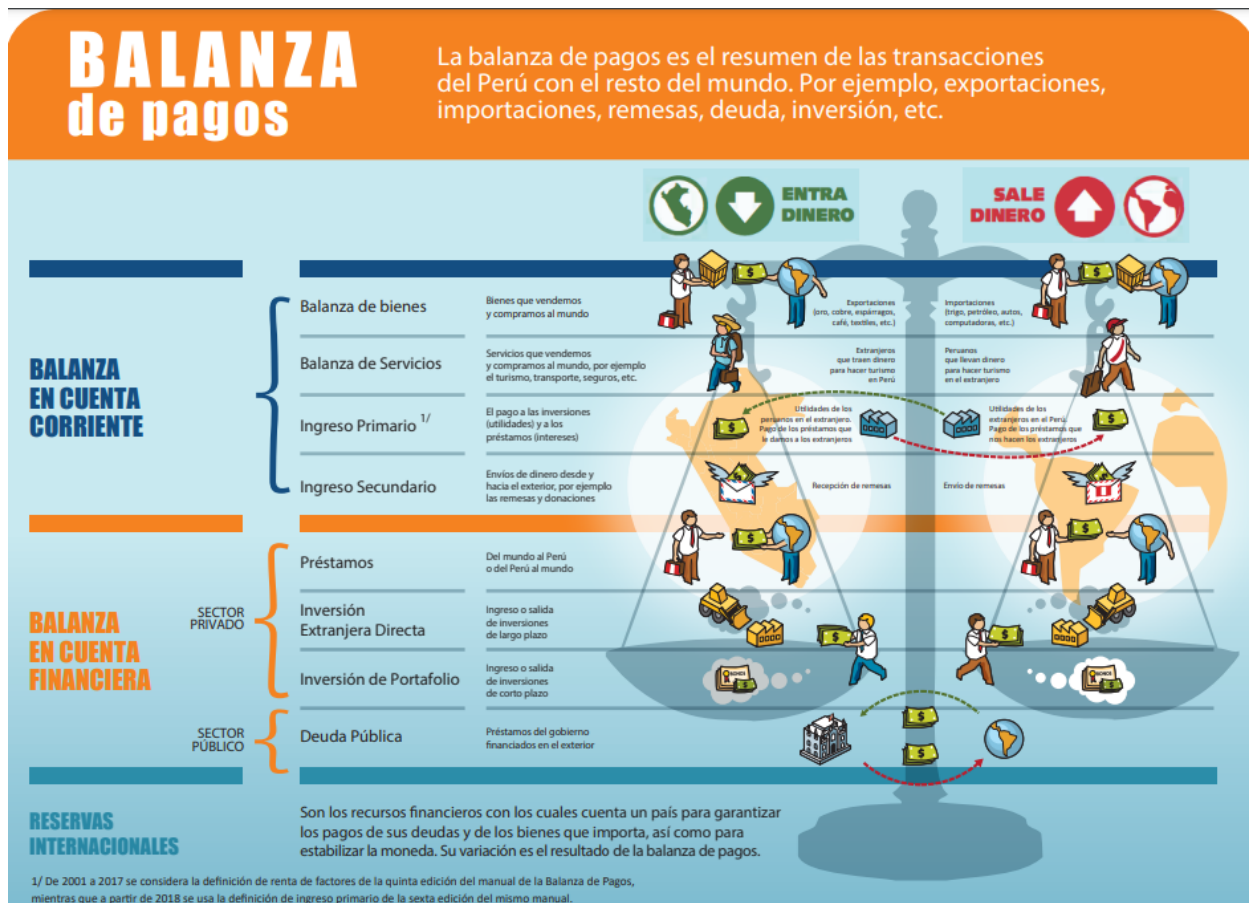 BALANZA
de pagos
La balanza de pagos es el resumen de las transacciones
del Perú con el resto del mundo. Por ejemplo, exportaciones,
importaciones, remesas, deuda, inversión, etc.
ENTRA
DINERO
SALE
DINERO
BALANZA
EN CUENTA
CORRIENTE
Balanza de bienes
Bienes que vendemos
y compramos al mundo
Exportaciones
(oro, cobre, espárragos,
café, textiles, etc.)
Importaciones
(trigo, petróleo, autos,
computadoras, etc.)
Balanza de Servicios
Servicios que vendemos
y compramos al mundo, por ejemplo
el turismo, transporte, seguros, etc.
Extranjeros
que traen dinero
para hacer turismo
en Perú
Peruanos
que llevan dinero
para hacer turismo
en el extranjero
Ingreso Primario 1/
El pago a las inversiones
(utilidades) y a los
préstamos (intereses)
Utilidades de los
peruanos en el extranjero.
Pago de los préstamos que
le damos a los extranjeros
Utilidades de los
extranjeros en el Perú.
Pago de los préstamos que
nos hacen los extranjeros
Ingreso Secundario
Envíos de dinero desde y
hacia el exterior, por ejemplo
las remesas y donaciones
Recepción de remesas
Envío de remesas
BALANZA
EN CUENTA
FINANCIERA
SECTOR
PRIVADO
Préstamos
Del mundo al Perú
o del Perú al mundo
Inversión
Extranjera Directa
Ingreso o salida
de inversiones
de largo plazo
Inversión de Portafolio
Ingreso o salida
de inversiones
de corto plazo
SECTOR
PÚBLICO
Deuda Pública
Préstamos del gobierno
financiados en el exterior
RESERVAS
INTERNACIONALES
Son los recursos financieros con los cuales cuenta un país para garantizar
los pagos de sus deudas y de los bienes que importa, así como para
estabilizar la moneda. Su variación es el resultado de la balanza de pagos.
1/ De 2001 a 2017 se considera la definición de renta de factores de la quinta edición del manual de la Balanza de Pagos,
mientras que a partir de 2018 se usa la definición de ingreso primario de la sexta edición del mismo manual.